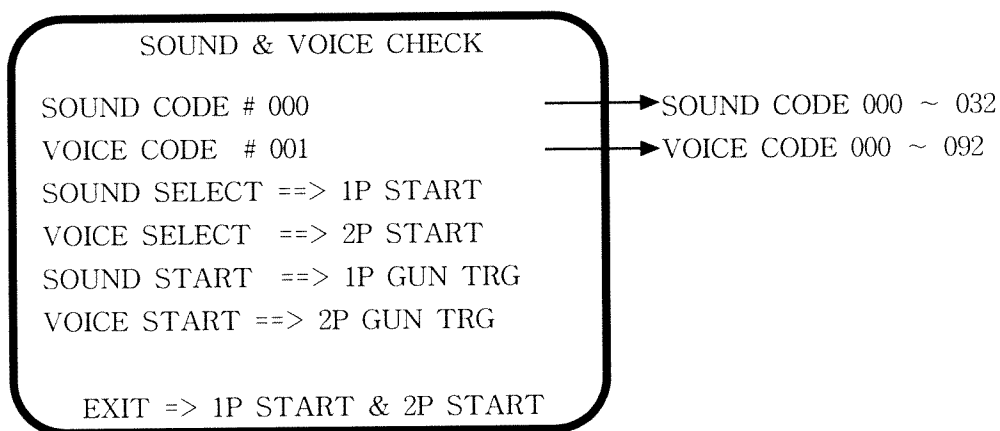 SOUND & VOICE CHECK
SOUND CODE # 000
SOUND CODE 000 ~ 032
VOICE CODE # 001
VOICE CODE 000 ~ 092
SOUND SELECT ==> 1P START
VOICE SELECT ==> 2P START
SOUND START ==> 1P GUN TRG
VOICE START ==> 2P GUN TRG
EXIT => 1P START & 2P START